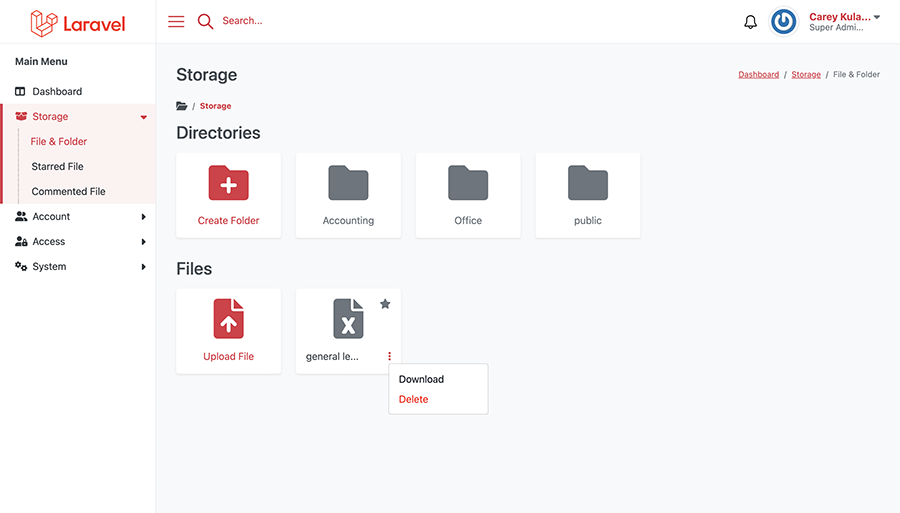 Laravel
Search...
Carey Kula...
Super Admi...
Main Menu
Dashboard
Storage
File & Folder
Starred File
Commented File
Account
Access
System
Storage
Dashboard / Storage / File & Folder
/ Storage
Directories
Create Folder
Accounting
Office
public
Files
Upload File
general le...
Download
Delete